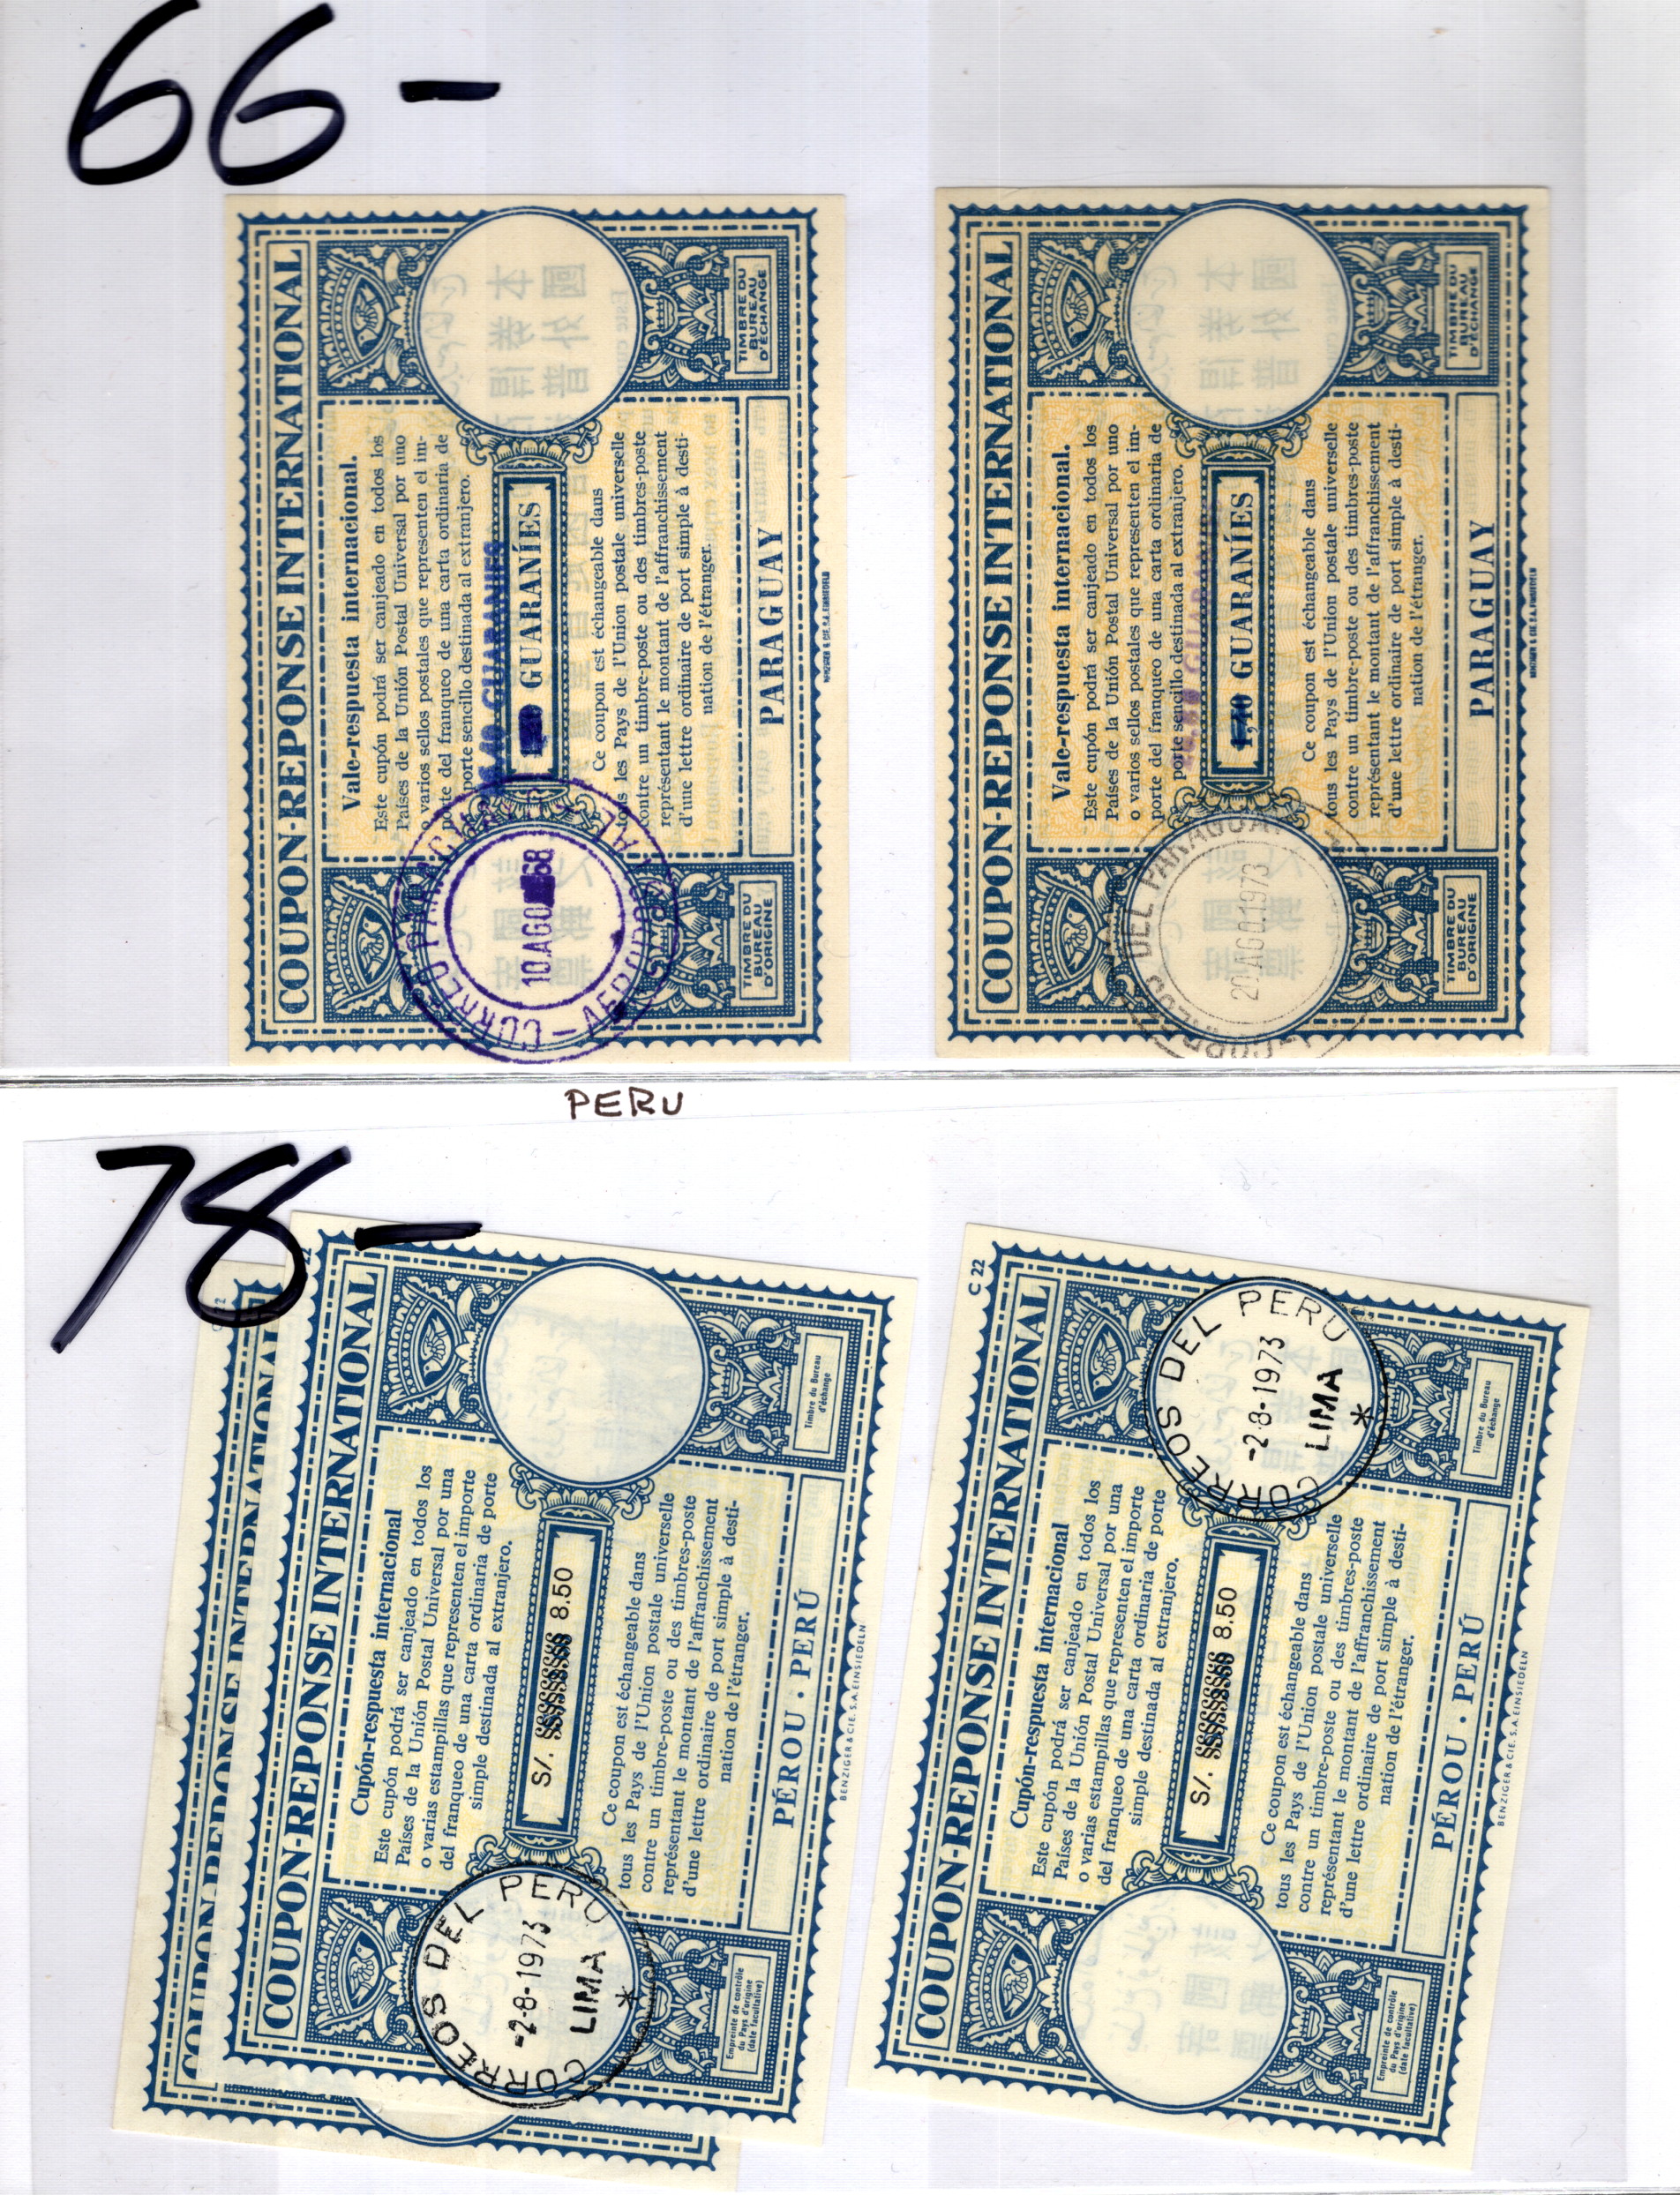 66-
COUPON-REPONSE INTERNATIONAL
Vale-respuesta internacional.
Este cupón podrá ser canjeado en todos los
Países de la Unión Postal Universal por uno
o varios sellos postales que representen el im-
porte del franqueo de una carta ordinaria de
porte sencillo destinada al extranjero.
GUARANÍES
Ce coupon est échangeable dans
tous les Pays de l'Union postale universelle
contre un timbre-poste ou des timbres-poste
représentant le montant de l'affranchissement
d'une lettre ordinaire de port simple à desti-
nation de l'étranger.
PARAGUAY
TIMBRE DU
BUREAU
D'ÉCHANGE
TIMBRE DU
BUREAU
D'ORIGINE
10 AGO 68
COUPON-REPONSE INTERNATIONAL
Vale-respuesta internacional.
Este cupón podrá ser canjeado en todos los
Países de la Unión Postal Universal por uno
o varios sellos postales que representen el im-
porte del franqueo de una carta ordinaria de
porte sencillo destinada al extranjero.
1,40 GUARANÍES
Ce coupon est échangeable dans
tous les Pays de l'Union postale universelle
contre un timbre-poste ou des timbres-poste
représentant le montant de l'affranchissement
d'une lettre ordinaire de port simple à desti-
nation de l'étranger.
PARAGUAY
TIMBRE DU
BUREAU
D'ÉCHANGE
TIMBRE DU
BUREAU
D'ORIGINE
DEL PARAGUAY
20 AGO 1973
PERU
78-
COUPON-REPONSE INTERNATIONAL
C 22
COUPON-REPONSE INTERNATIONAL
Cupón-respuesta internacional
Este cupón podrá ser canjeado en todos los
Países de la Unión Postal Universal por una
o varias estampillas que representen el importe
del franqueo de una carta ordinaria de porte
simple destinada al extranjero.
S/. 8.50
Ce coupon est échangeable dans
tous les Pays de l'Union postale universelle
contre un timbre-poste ou des timbres-poste
représentant le montant de l'affranchissement
d'une lettre ordinaire de port simple à desti-
nation de l'étranger.
PÉROU . PERÚ
BENZIGER & CIE. S.A. EINSIEDELN
Timbre du Bureau
d'échange
Empreinte de contrôle
du Pays d'origine
(date facultative)
CORREOS DEL PERU
-2-8-1973
LIMA
*
C 22
COUPON-REPONSE INTERNATIONAL
Cupón-respuesta internacional
Este cupón podrá ser canjeado en todos los
Países de la Unión Postal Universal por una
o varias estampillas que representen el importe
del franqueo de una carta ordinaria de porte
simple destinada al extranjero.
S/. 8.50
Ce coupon est échangeable dans
tous les Pays de l'Union postale universelle
contre un timbre-poste ou des timbres-poste
représentant le montant de l'affranchissement
d'une lettre ordinaire de port simple à desti-
nation de l'étranger.
PÉROU . PERÚ
BENZIGER & CIE. S.A. EINSIEDELN
Timbre du Bureau
d'échange
Empreinte de contrôle
du Pays d'origine
(date facultative)
CORREOS DEL PERU
-2-8-1973
LIMA
*